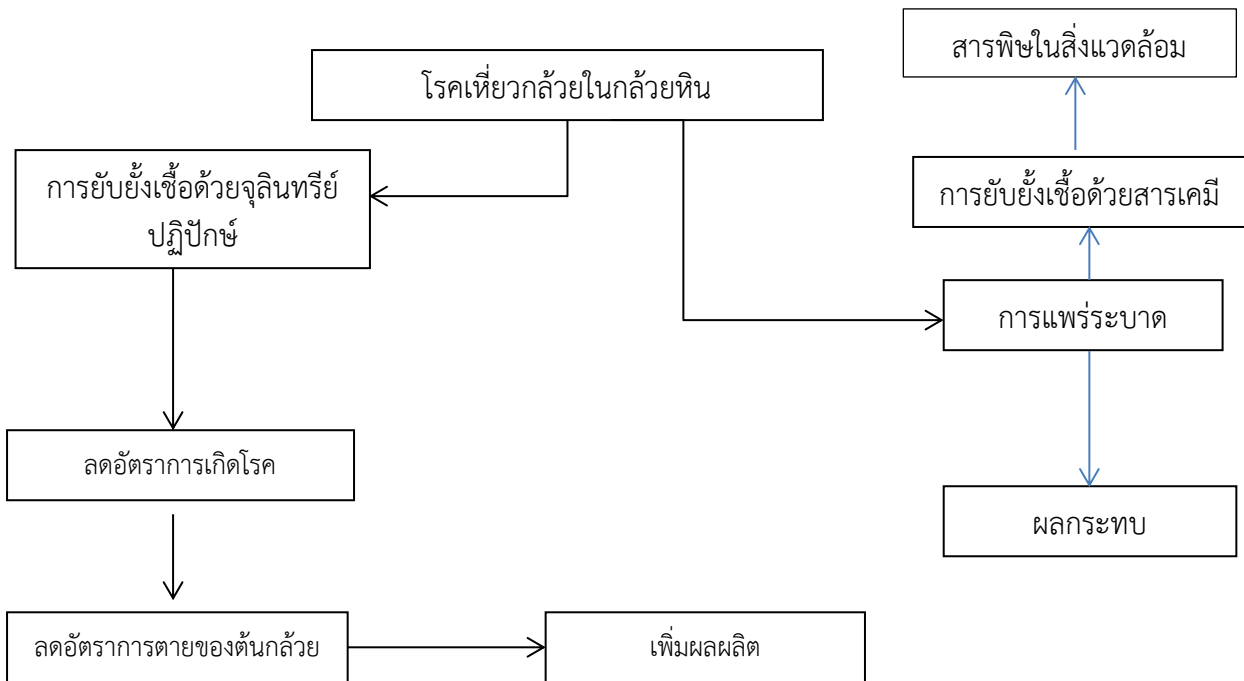 สารพิษในสิ่งแวดล้อม
โรคเหี่ยวกล้วยในกล้วยหิน
การยับยั้งเชื้อด้วยจุลินทรีย์
ปฏิปักษ์
การยับยั้งเชื้อด้วยสารเคมี
การแพร่ระบาด
ลดอัตราการเกิดโรค
ผลกระทบ
ลดอัตราการตายของต้นกล้วย
เพิ่มผลผลิต